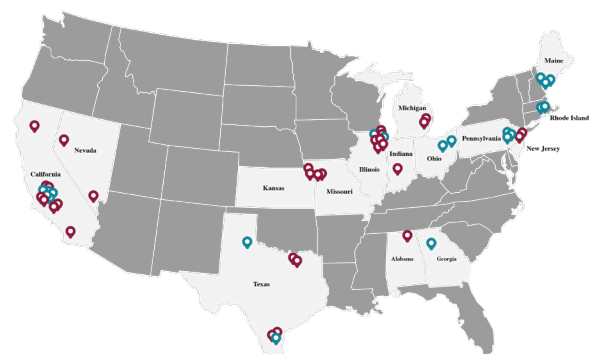 Maine
Michigan
Rhode Island
Pennsylvania
Nevada
New Jersey
Indiana
Ohio
Illinois
California
Kansas
Missouri
Alabama
Georgia
Texas